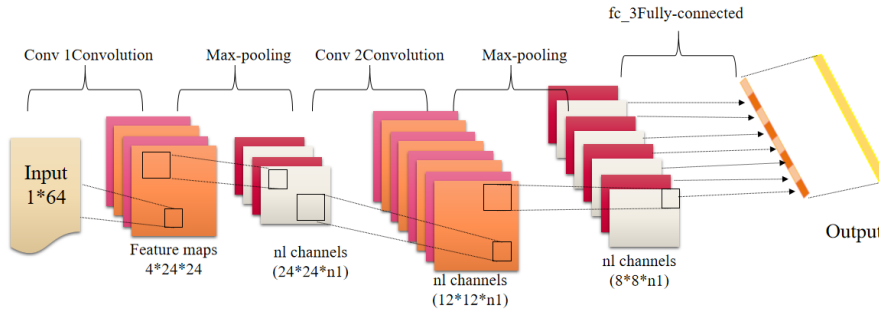 fc_3Fully-connected
Conv 1Convolution
Max-pooling
Conv 2Convolution
Max-pooling
Input
1*64
Feature maps
4*24*24
nl channels
(24*24*n1)
nl channels
(12*12*n1)
nl channels
(8*8*n1)
Output